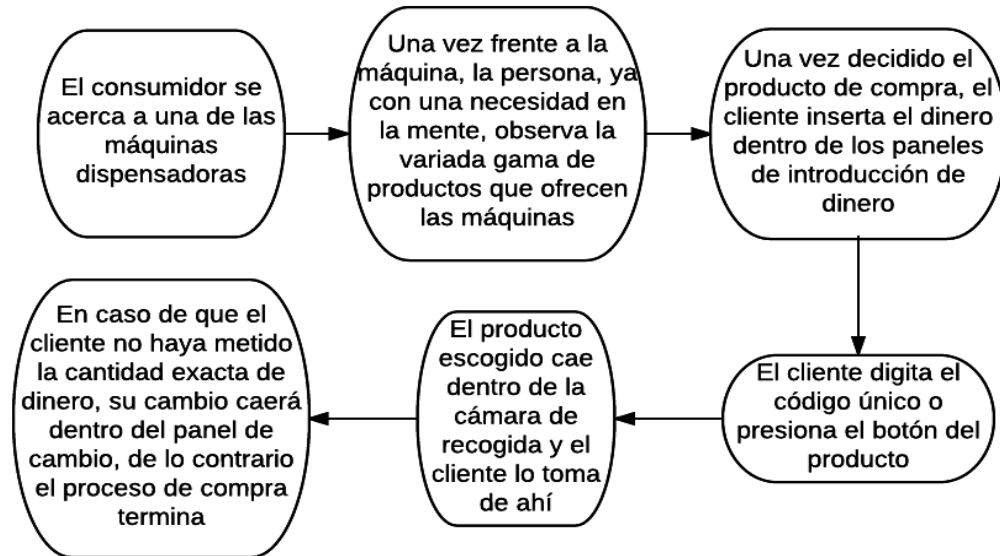 El consumidor se
acerca a una de las
máquinas
dispensadoras
Una vez frente a la
máquina, la persona, ya
con una necesidad en
la mente, observa la
variada gama de
productos que ofrecen
las máquinas
Una vez decidido el
producto de compra, el
cliente inserta el dinero
dentro de los paneles
de introducción de
dinero
El cliente digita el
código único o
presiona el botón del
producto
El producto
escogido cae
dentro de la
cámara de
recogida y el
cliente lo toma
de ahí
En caso de que el
cliente no haya metido
la cantidad exacta de
dinero, su cambio caerá
dentro del panel de
cambio, de lo contrario
el proceso de compra
termina